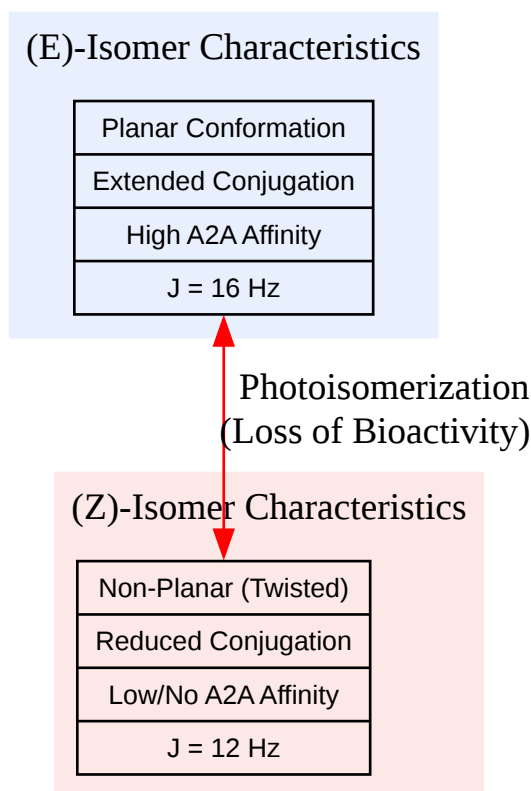 (E)-Isomer Characteristics
Planar Conformation
Extended Conjugation
High A2A Affinity
J = 16 Hz
Photoisomerization
(Loss of Bioactivity)
(Z)-Isomer Characteristics
Non-Planar (Twisted)
Reduced Conjugation
Low/No A2A Affinity
J = 12 Hz